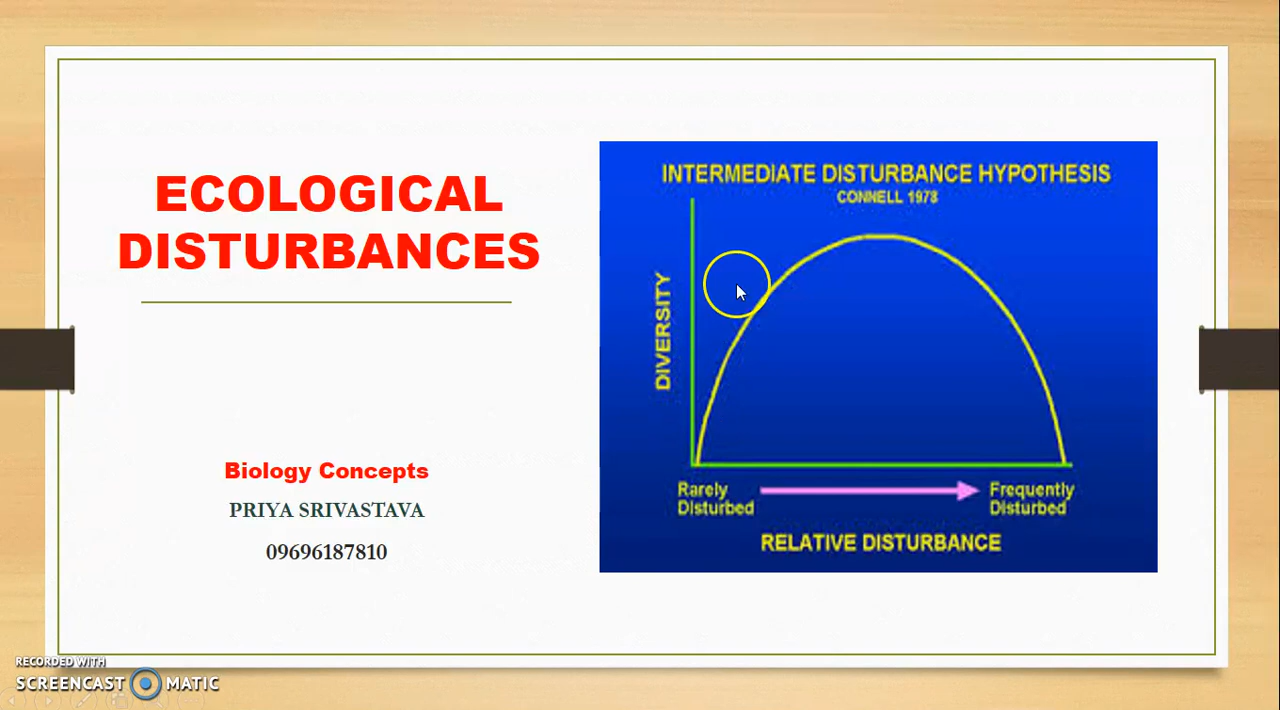 ECOLOGICAL
DISTURBANCES
Biology Concepts
PRIYA SRIVASTAVA
09696187810
INTERMEDIATE DISTURBANCE HYPOTHESIS
CONNELL 1978
DIVERSITY
Rarely
Disturbed
Frequently
Disturbed
RELATIVE DISTURBANCE
RECORDED WITH
SCREENCAST MATIC